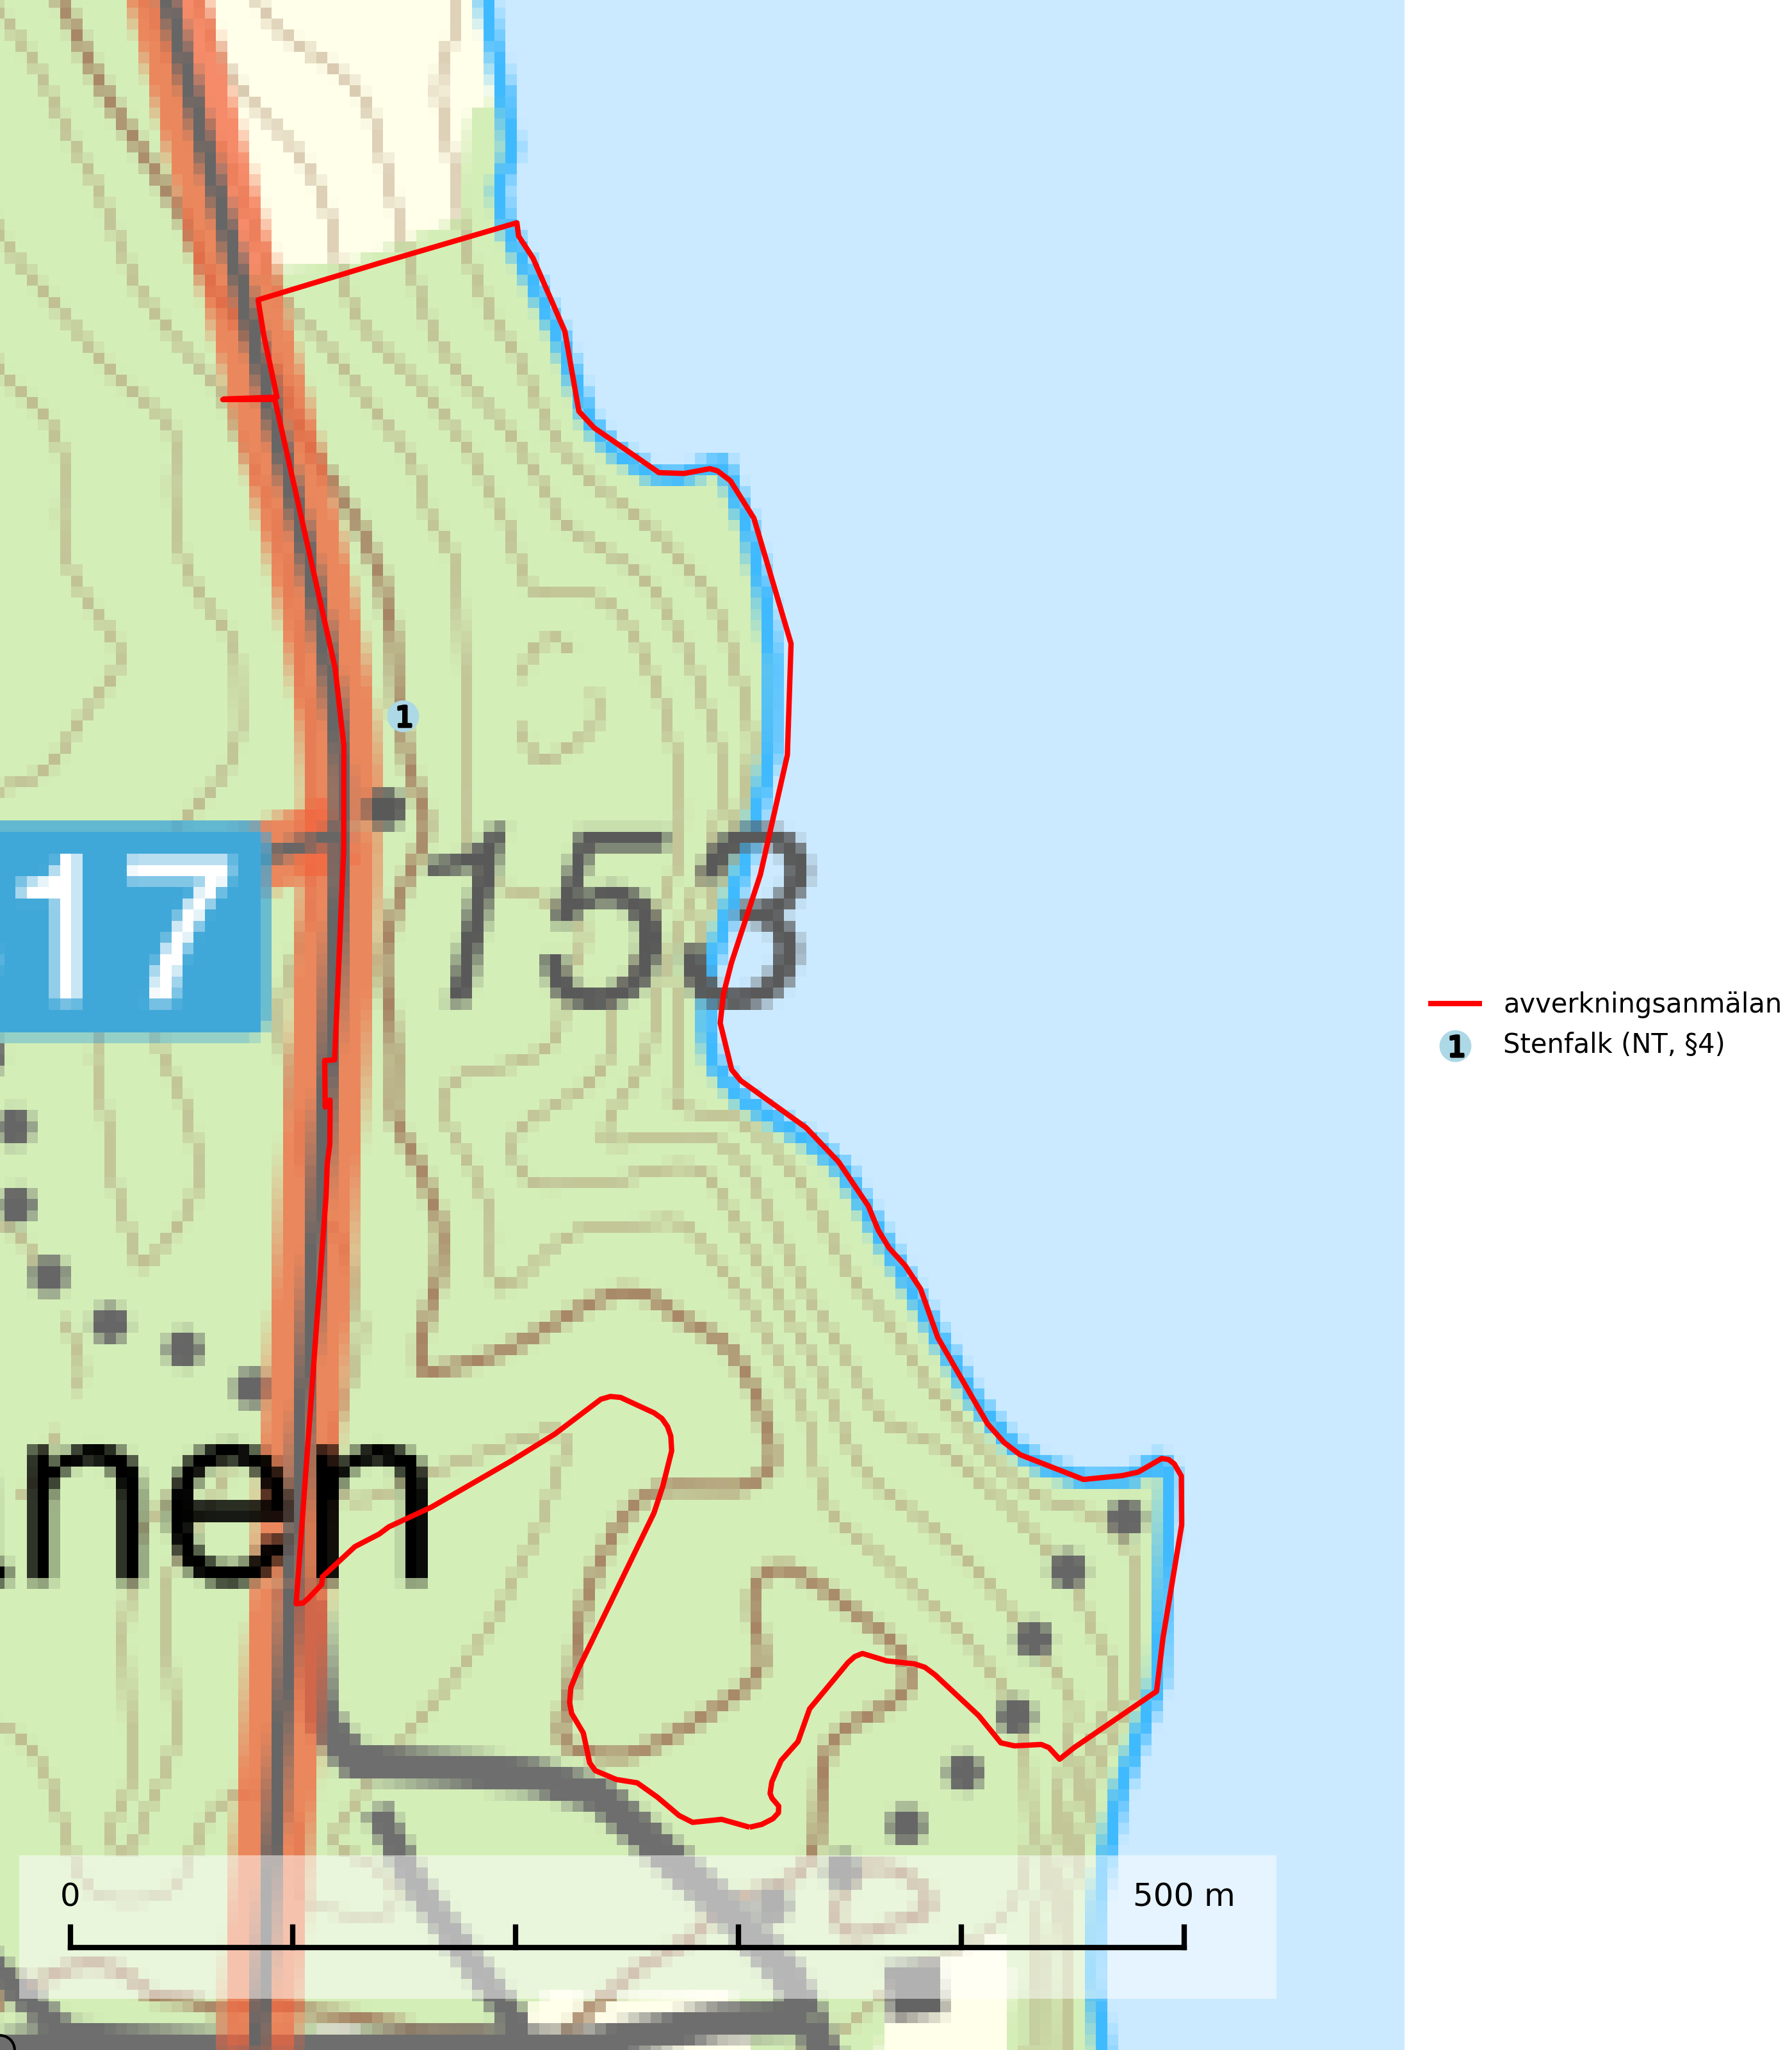 1
17
153
nen
avverkningsanmälan
1 Stenfalk (NT, §4)
0
500 m